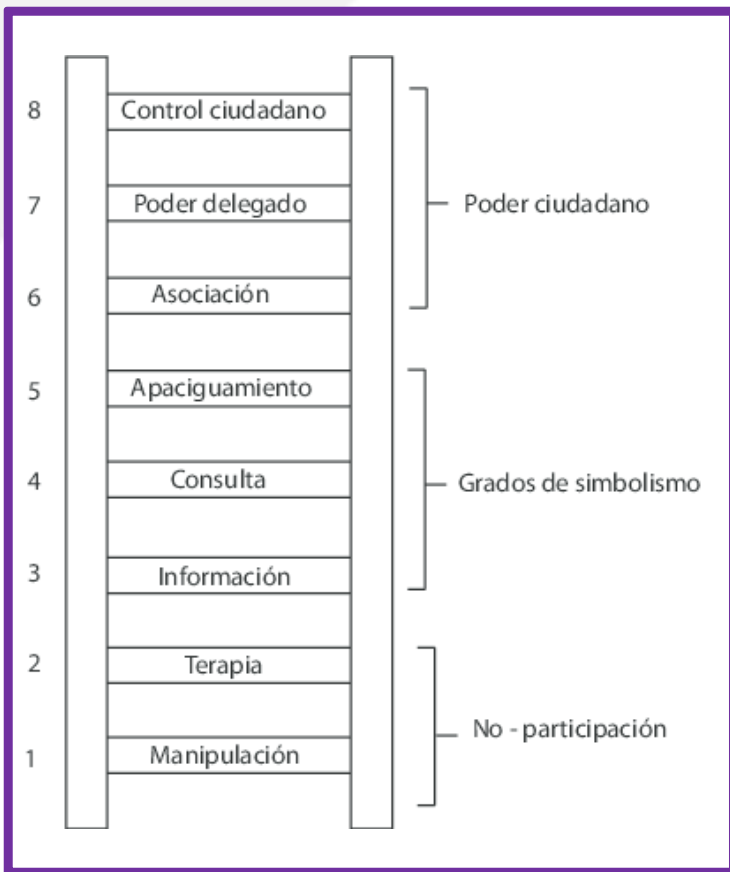 8 Control ciudadano
7 Poder delegado Poder ciudadano
6 Asociación
5 Apaciguamiento
4 Consulta Grados de simbolismo
3 Información
2 Terapia
No - participación
1 Manipulación